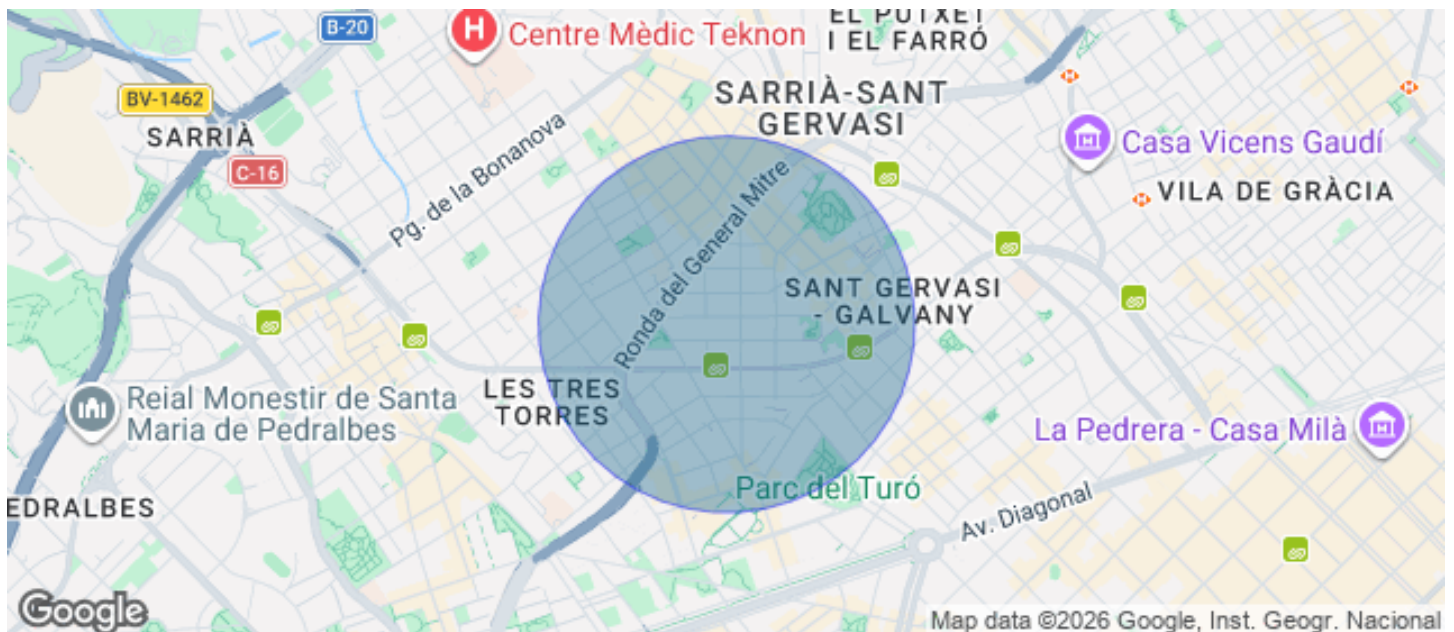 B-20
Centre Mèdic Teknon
EL PUTXET
I EL FARRÓ
BV-1462
SARRIÀ
SARRIÀ-SANT
GERVASI
C-16
Pg. de la Bonanova
Ronda del General Mitre
Casa Vicens Gaudí
VILA DE GRÀCIA
SANT GERVASI
- GALVANY
LES TRES
TORRES
Reial Monestir de Santa
Maria de Pedralbes
La Pedrera - Casa Milà
Parc del Turó
Av. Diagonal
EDRALBES
Google
Map data ©2026 Google, Inst. Geogr. Nacional